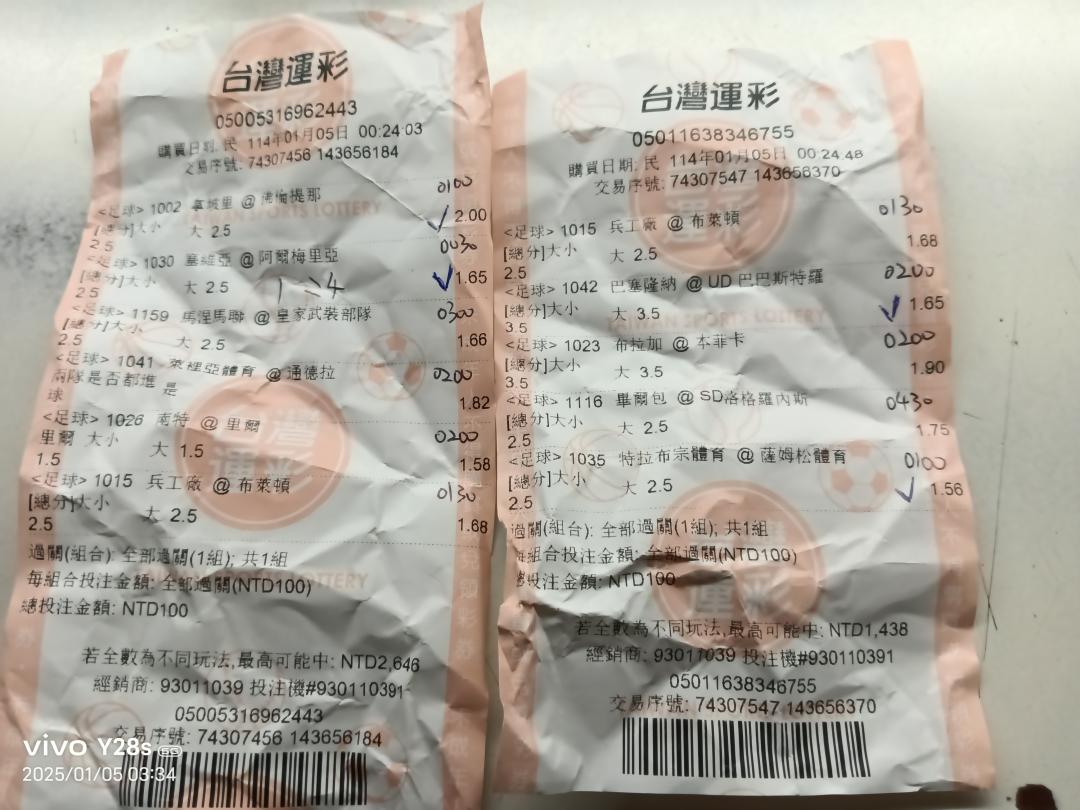 台灣運彩
05005316962443
購買日期: 民 114年01月05日 00:24:03
交易序號: 74307456 143656184
0100
<足球> 1002 拿坡里 @ 佛倫提那
[總分]大小 大 2.5 ✓ 2.00
2.5
0030
<足球> 1030 塞維亞 @ 阿爾梅里亞
[總分]大小 大 2.5 ✓ 1.65
2.5
0300
<足球> 1159 馬涅馬聯 @ 皇家武裝部隊
[總分]大小 大 2.5 1.66
2.5
<足球> 1041 萊裡亞體育 @ 通德拉 0200
兩隊是否都進 是 1.82
球
<足球> 1026 南特 @ 里爾 0200
里爾 大小 大 1.5 1.58
1.5
<足球> 1015 兵工廠 @ 布萊頓 0130
[總分]大小 大 2.5 1.68
2.5
過關(組合): 全部過關(1組); 共1組
每組合投注金額: 全部過關(NTD100)
總投注金額: NTD100
若全數為不同玩法,最高可能中: NTD2,646
經銷商: 93011039 投注機#930110391
05005316962443
交易序號: 74307456 143656184
台灣運彩
05011638346755
購買日期: 民 114年01月05日 00:24:48
交易序號: 74307547 143656370
0130
<足球> 1015 兵工廠 @ 布萊頓
[總分]大小 大 2.5 1.68
2.5
0200
<足球> 1042 巴塞隆納 @ UD 巴巴斯特羅
[總分]大小 大 3.5 ✓ 1.65
3.5
0200
<足球> 1023 布拉加 @ 本菲卡
[總分]大小 大 3.5 1.90
3.5
<足球> 1116 畢爾包 @ SD洛格羅內斯 0430
[總分]大小 大 2.5 1.75
2.5
<足球> 1035 特拉布宗體育 @ 薩姆松體育 0100
[總分]大小 大 2.5 ✓ 1.56
2.5
過關(組合): 全部過關(1組); 共1組
每組合投注金額: 全部過關(NTD100)
總投注金額: NTD100
若全數為不同玩法,最高可能中: NTD1,438
經銷商: 93011039 投注機#930110391
05011638346755
交易序號: 74307547 143656370
vivo Y28s 5G
2025/01/05 03:34